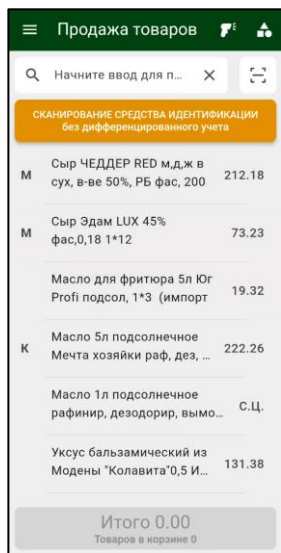 Продажа товаров
Начните ввод для п...
СКАНИРОВАНИЕ СРЕДСТВА ИДЕНТИФИКАЦИИ
без дифференцированного учета
Сыр ЧЕДДЕР RED м,д,ж в
М сух, в-ве 50%, РБ фас, 200 212.18
Сыр Эдам LUX 45%
М фас,0,18 1*12 73.23
Масло для фритюра 5л Юг
Profi подсол, 1*3 (импорт 19.32
Масло 5л подсолнечное
К Мечта хозяйки раф, дез, ... 222.26
Масло 1л подсолнечное
рафинир, дезодорир, вымо... С.Ц.
Уксус бальзамический из
Модены "Колавита"0,5 И... 131.38
Итого 0.00
Товаров в корзине 0